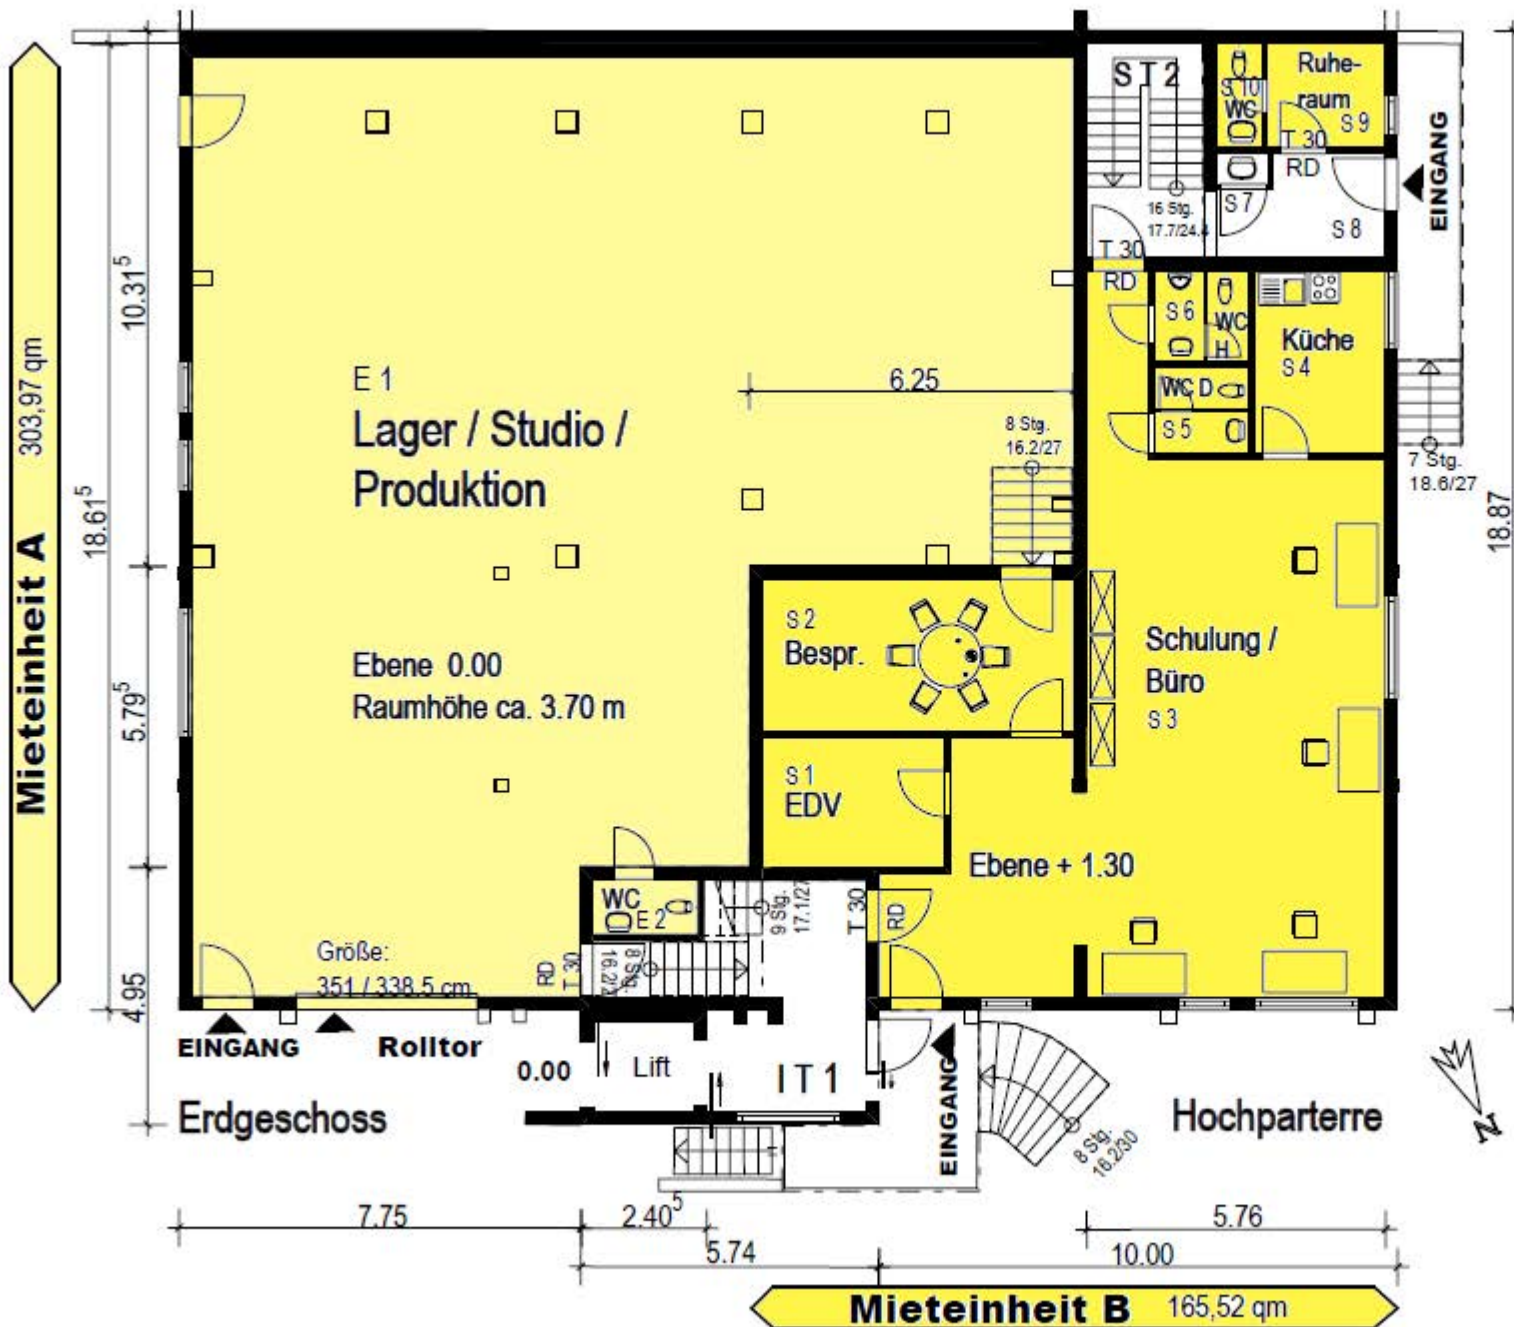 ST2
S 10
WC
Ruhe-
raum
S 9
T 30
RD
S 7
S 8
EINGANG
16 Stg.
17.7/24.4
T 30
RD
S 6
WC
H
Küche
S 4
WC D
S 5
7 Stg.
18.6/27
18.87
Mieteinheit A 303,97 qm
18.61⁵
10.31⁵
5.79⁵
4.95
E 1
Lager / Studio /
Produktion
6.25
8 Stg.
16.2/27
Ebene 0.00
Raumhöhe ca. 3.70 m
S 2
Bespr.
Schulung /
Büro
S 3
S 1
EDV
Ebene + 1.30
WC
E 2
9 Stg.
17.1/27
T 30
RD
Größe:
351 / 338.5 cm
RD
T 30
8 Stg.
EINGANG
Rolltor
0.00
Lift
IT1
EINGANG
Erdgeschoss
Hochparterre
8 Stg.
16.2/30
N
7.75
2.40⁵
5.76
5.74
10.00
Mieteinheit B 165,52 qm